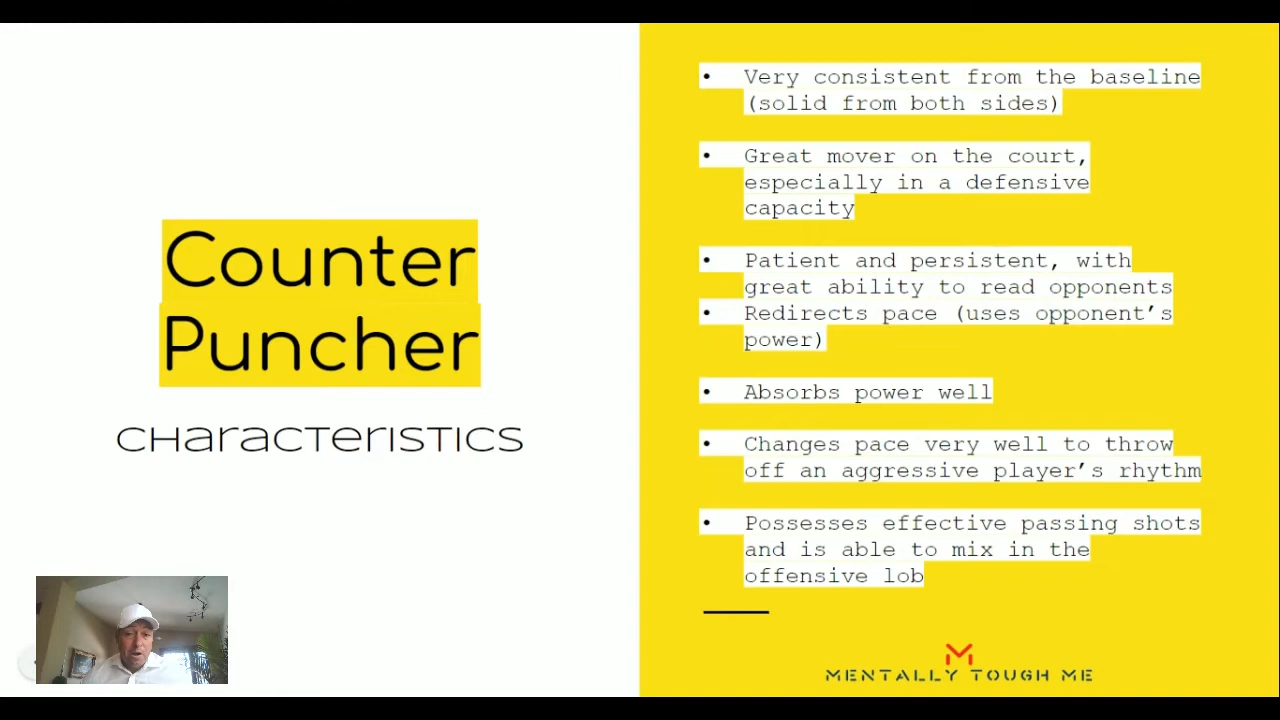 Counter
Puncher
CHaracTerISTICS
• Very consistent from the baseline
(solid from both sides)
• Great mover on the court,
especially in a defensive
capacity
• Patient and persistent, with
great ability to read opponents
• Redirects pace (uses opponent’s
power)
• Absorbs power well
• Changes pace very well to throw
off an aggressive player’s rhythm
• Possesses effective passing shots
and is able to mix in the
offensive lob
MENTALLY TOUGH ME